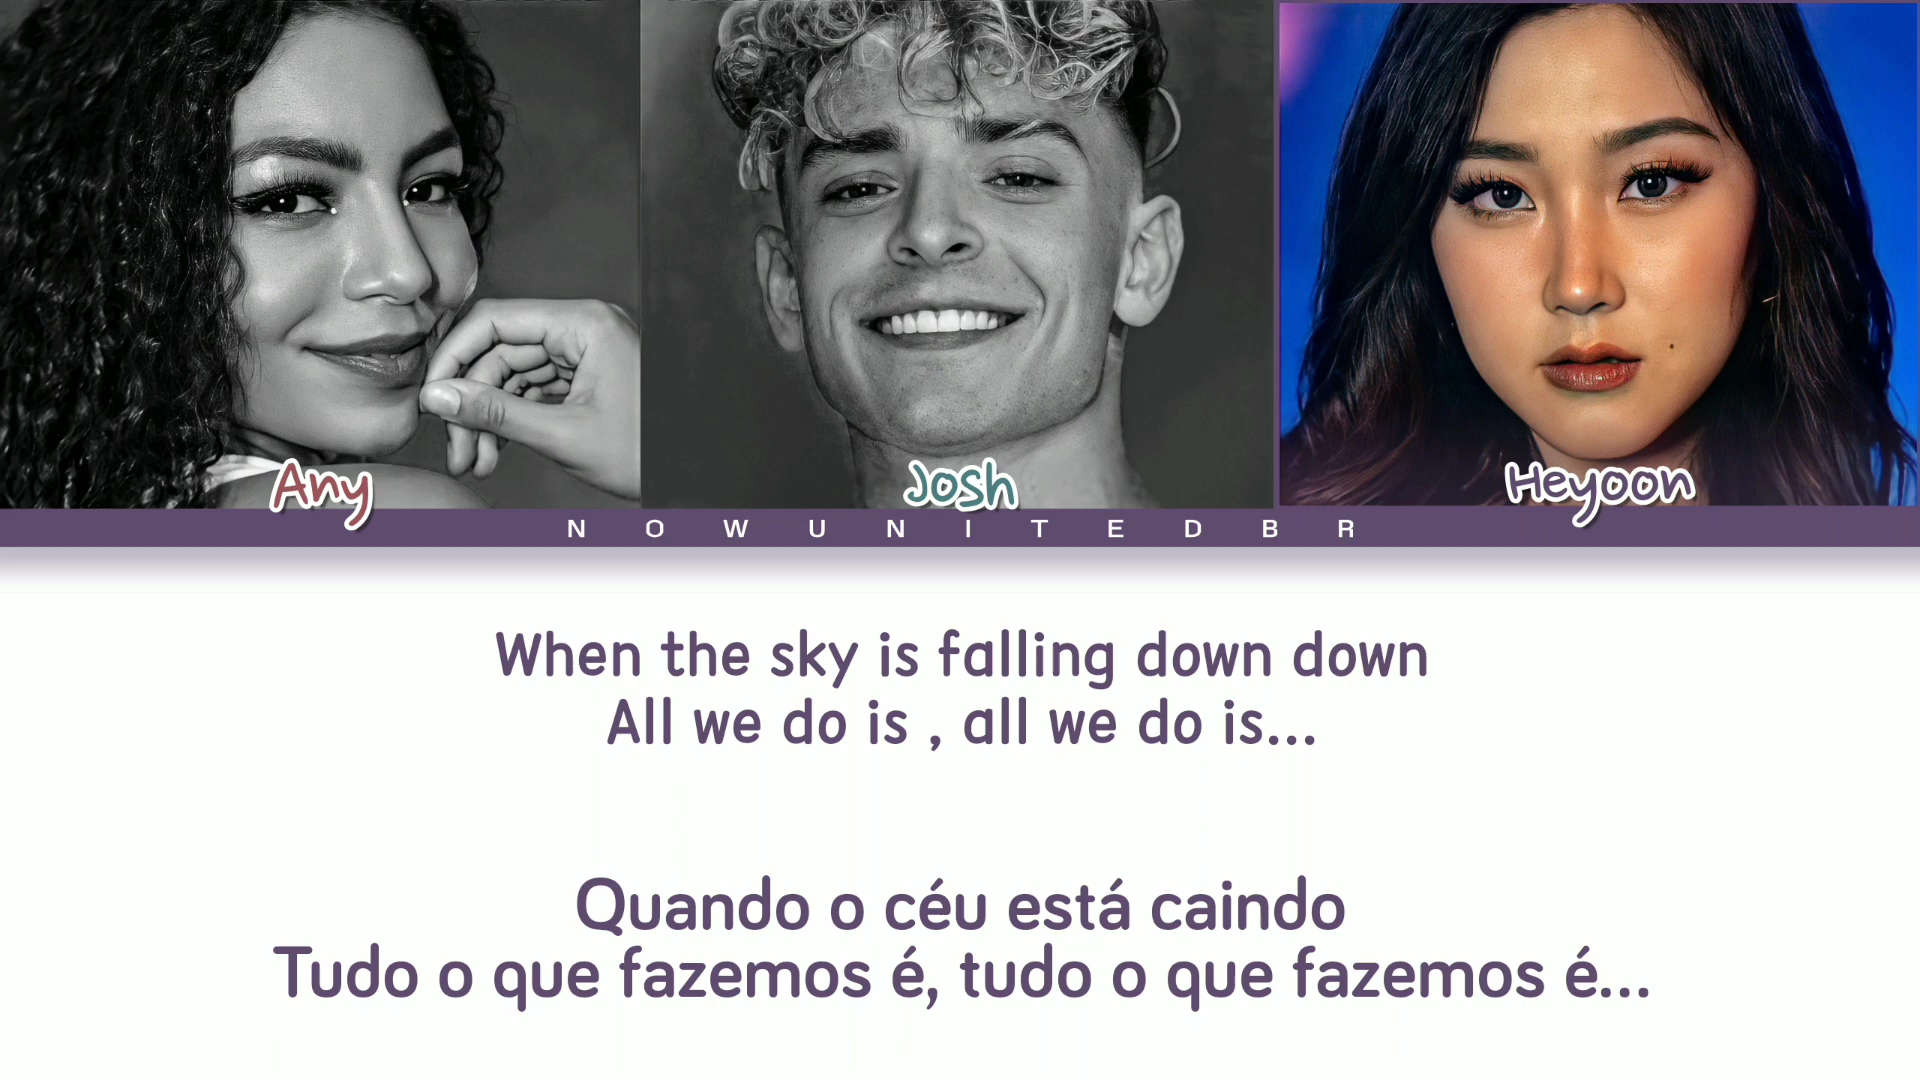 Any
Josh
Heyoon
NOWUNITEDBR
When the sky is falling down down
All we do is , all we do is...
Quando o céu está caindo
Tudo o que fazemos é, tudo o que fazemos é...